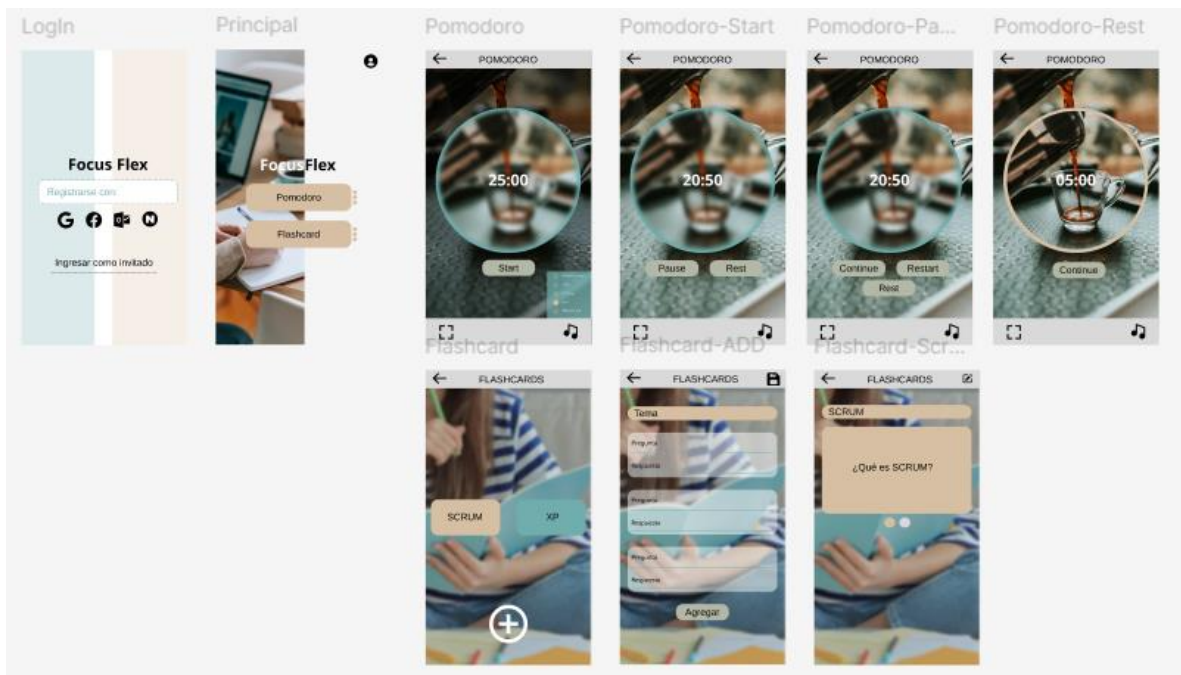 LogIn
Principal
Pomodoro
Pomodoro-Start
Pomodoro-Pa...
Pomodoro-Rest
Focus Flex
Registrarse con:
G
N
Ingresar como invitado
FocusFlex
Pomodoro
Flashcard
POMODORO
25:00
Start
POMODORO
20:50
Pause
Rest
POMODORO
20:50
Continue
Restart
Rest
POMODORO
05:00
Continue
Flashcard
Flashcard-ADD
Flashcard-Scr...
FLASHCARDS
SCRUM
XP
FLASHCARDS
Tema
Pregunta
Respuesta
Pregunta
Respuesta
Pregunta
Respuesta
Agregar
FLASHCARDS
SCRUM
¿Qué es SCRUM?